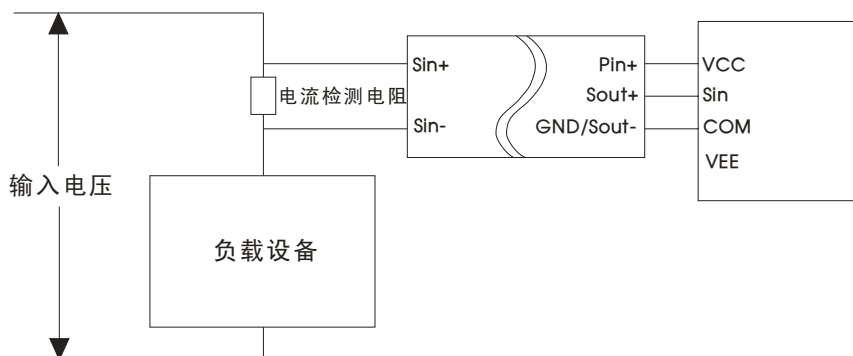 Sin+
Pin+
VCC
电流检测电阻
Sout+
Sin
Sin-
GND/Sout-
COM
VEE
输入电压
负载设备